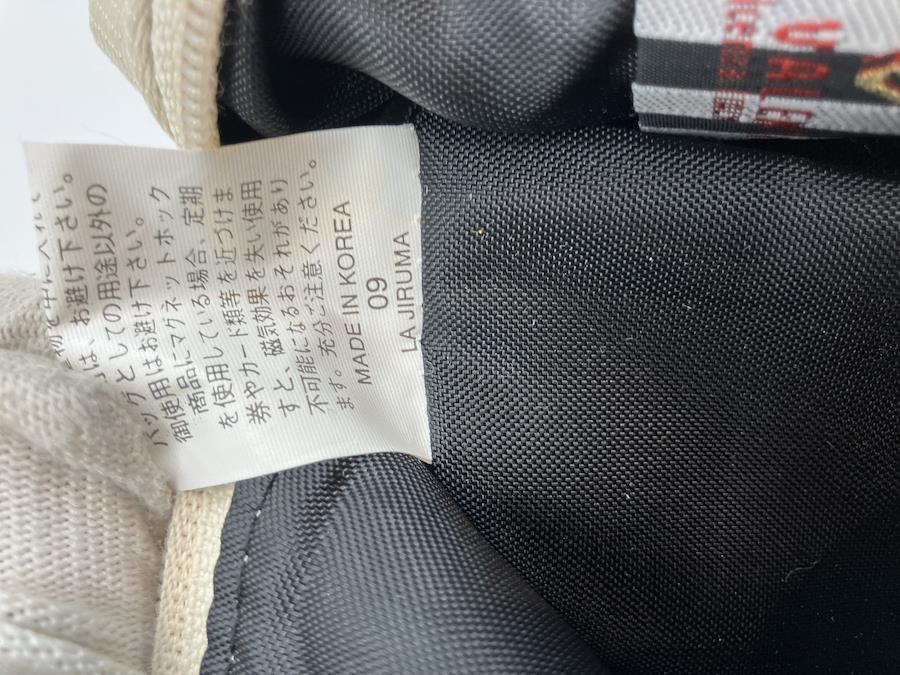 は、お避け下さい。
バッグとしての用途以外の
御使用はお避け下さい。
商品にマグネットホック
を使用している場合、定期
券やカード類等を近づけま
すと、磁気効果を失い使用
不可能になるおそれがあり
ます。充分ご注意ください。
MADE IN KOREA
09
LA JIRUMA